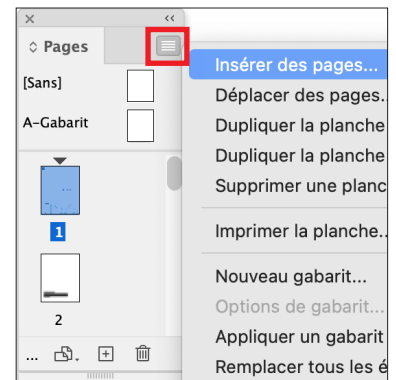 Pages
[Sans]
A-Gabarit
1
2
...
Insérer des pages...
Déplacer des pages..
Dupliquer la planche
Dupliquer la planche
Supprimer une planc
Imprimer la planche..
Nouveau gabarit...
Options de gabarit...
Appliquer un gabarit
Remplacer tous les é